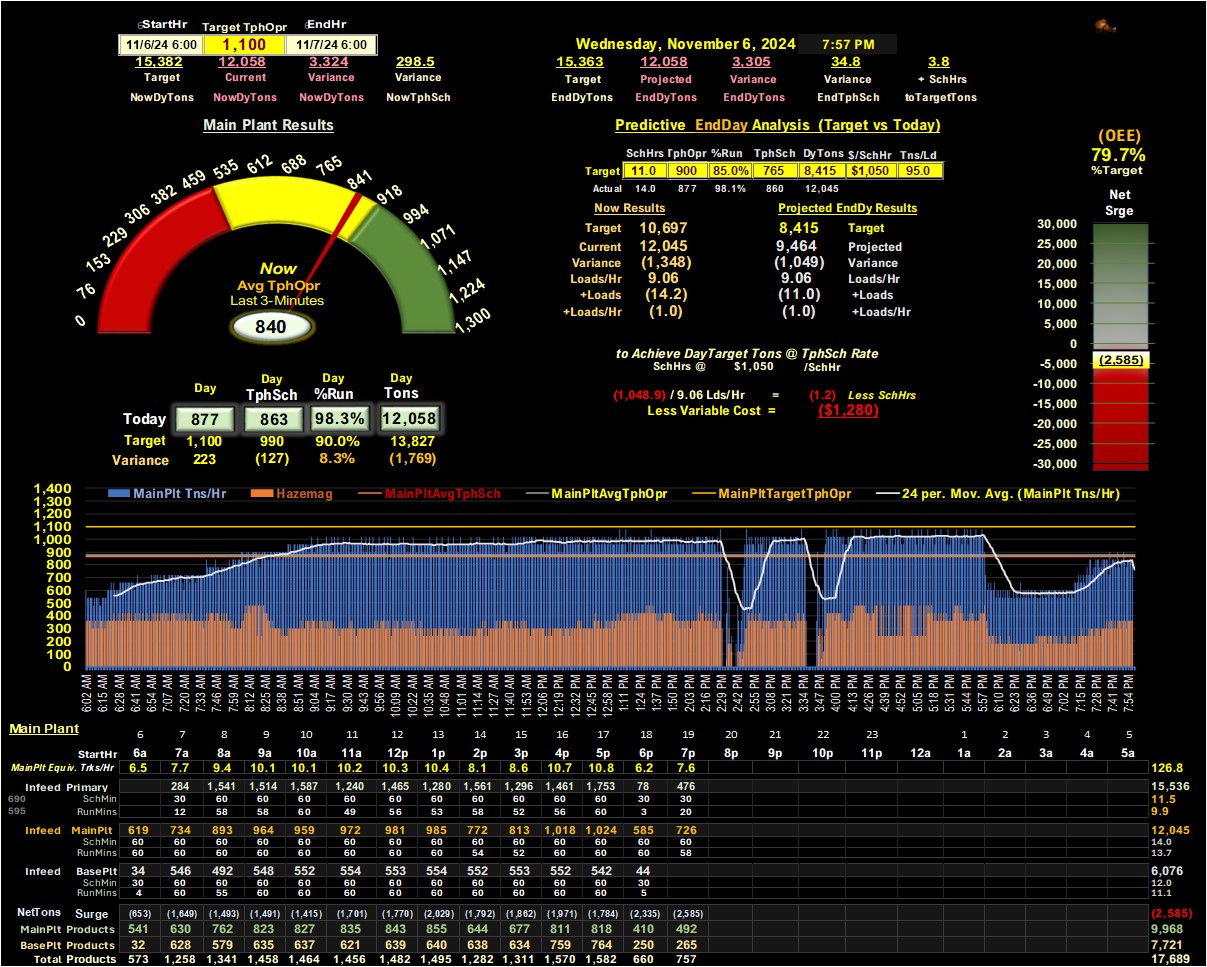 StartHr Target TphOpr EndHr
11/6/24 6:00 1,100 11/7/24 6:00
Wednesday, November 6, 2024 7:57 PM
15,382 12,058 3,324 298.5
Target Current Variance Variance
NowDyTons NowDyTons NowDyTons NowTphSch
15,363 12,058 3,305 34.8 3.8
Target Projected Variance Variance + SchHrs
EndDyTons EndDyTons EndDyTons EndTphSch toTargetTons
Main Plant Results
0 76 153 229 306 382 459 535 612 688 765 841 918 994 1,071 1,147 1,224 1,300
Now
Avg TphOpr
Last 3-Minutes
840
Day Day Day Day
TphSch %Run Tons
Today 877 863 98.3% 12,058
Target 1,100 990 90.0% 13,827
Variance 223 (127) 8.3% (1,769)
Predictive EndDay Analysis (Target vs Today)
SchHrs TphOpr %Run TphSch DyTons $/SchHr Tns/Ld
Target 11.0 900 85.0% 765 8,415 $1,050 95.0
Actual 14.0 877 98.1% 860 12,045
Now Results Projected EndDy Results
Target 10,697 8,415 Target
Current 12,045 9,464 Projected
Variance (1,348) (1,049) Variance
Loads/Hr 9.06 9.06 Loads/Hr
+Loads (14.2) (11.0) +Loads
+Loads/Hr (1.0) (1.0) +Loads/Hr
to Achieve DayTarget Tons @ TphSch Rate
SchHrs @ $1,050 /SchHr
(1,048.9) / 9.06 Lds/Hr = (1.2) Less SchHrs
Less Variable Cost = ($1,280)
(OEE)
79.7%
%Target
Net
Srge
30,000
25,000
20,000
15,000
10,000
5,000
0
-5,000
(2,585)
-10,000
-15,000
-20,000
-25,000
-30,000
MainPlt Tns/Hr Hazemag MainPltAvgTphSch MainPltAvgTphOpr MainPltTargetTphOpr 24 per. Mov. Avg. (MainPlt Tns/Hr)
1,400
1,300
1,200
1,100
1,000
900
800
700
600
500
400
300
200
100
0
6:02 AM 6:15 AM 6:28 AM 6:41 AM 6:54 AM 7:07 AM 7:20 AM 7:33 AM 7:46 AM 7:59 AM 8:12 AM 8:25 AM 8:38 AM 8:51 AM 9:04 AM 9:17 AM 9:30 AM 9:43 AM 9:56 AM 10:09 AM 10:22 AM 10:35 AM 10:48 AM 11:01 AM 11:14 AM 11:27 AM 11:40 AM 11:53 AM 12:06 PM 12:19 PM 12:32 PM 12:45 PM 12:58 PM 1:11 PM 1:24 PM 1:37 PM 1:50 PM 2:03 PM 2:16 PM 2:29 PM 2:42 PM 2:55 PM 3:08 PM 3:21 PM 3:34 PM 3:47 PM 4:00 PM 4:13 PM 4:26 PM 4:39 PM 4:52 PM 5:05 PM 5:18 PM 5:31 PM 5:44 PM 5:57 PM 6:10 PM 6:23 PM 6:36 PM 6:49 PM 7:02 PM 7:15 PM 7:28 PM 7:41 PM 7:54 PM
Main Plant
6 7 8 9 10 11 12 13 14 15 16 17 18 19 20 21 22 23 1 2 3 4 5
StartHr 6a 7a 8a 9a 10a 11a 12p 1p 2p 3p 4p 5p 6p 7p 8p 9p 10p 11p 12a 1a 2a 3a 4a 5a
MainPlt Equiv. Trks/Hr 6.5 7.7 9.4 10.1 10.1 10.2 10.3 10.4 8.1 8.6 10.7 10.8 6.2 7.6 126.8
Infeed Primary 284 1,541 1,514 1,587 1,240 1,465 1,280 1,561 1,296 1,461 1,753 78 476 15,536
690 SchMin 30 60 60 60 60 60 60 60 60 60 60 30 30 11.5
595 RunMins 12 58 58 60 49 56 53 58 52 56 60 3 20 9.9
Infeed MainPlt 619 734 893 964 959 972 981 985 772 813 1,018 1,024 585 726 12,045
SchMin 60 60 60 60 60 60 60 60 60 60 60 60 60 60 14.0
RunMins 60 60 60 60 60 60 60 60 54 52 60 60 60 58 13.7
Infeed BasePlt 34 546 492 548 552 554 553 554 552 553 552 542 44 6,076
SchMin 30 60 60 60 60 60 60 60 60 60 60 60 30 12.0
RunMins 4 60 55 60 60 60 60 60 60 60 60 60 5 11.1
NetTons Surge (653) (1,649) (1,493) (1,491) (1,415) (1,701) (1,770) (2,029) (1,792) (1,862) (1,971) (1,784) (2,335) (2,585) (2,585)
MainPlt Products 541 630 762 823 827 835 843 855 644 677 811 818 410 492 9,968
BasePlt Products 32 628 579 635 637 621 639 640 638 634 759 764 250 265 7,721
Total Products 573 1,258 1,341 1,458 1,464 1,456 1,482 1,495 1,282 1,311 1,570 1,582 660 757 17,689